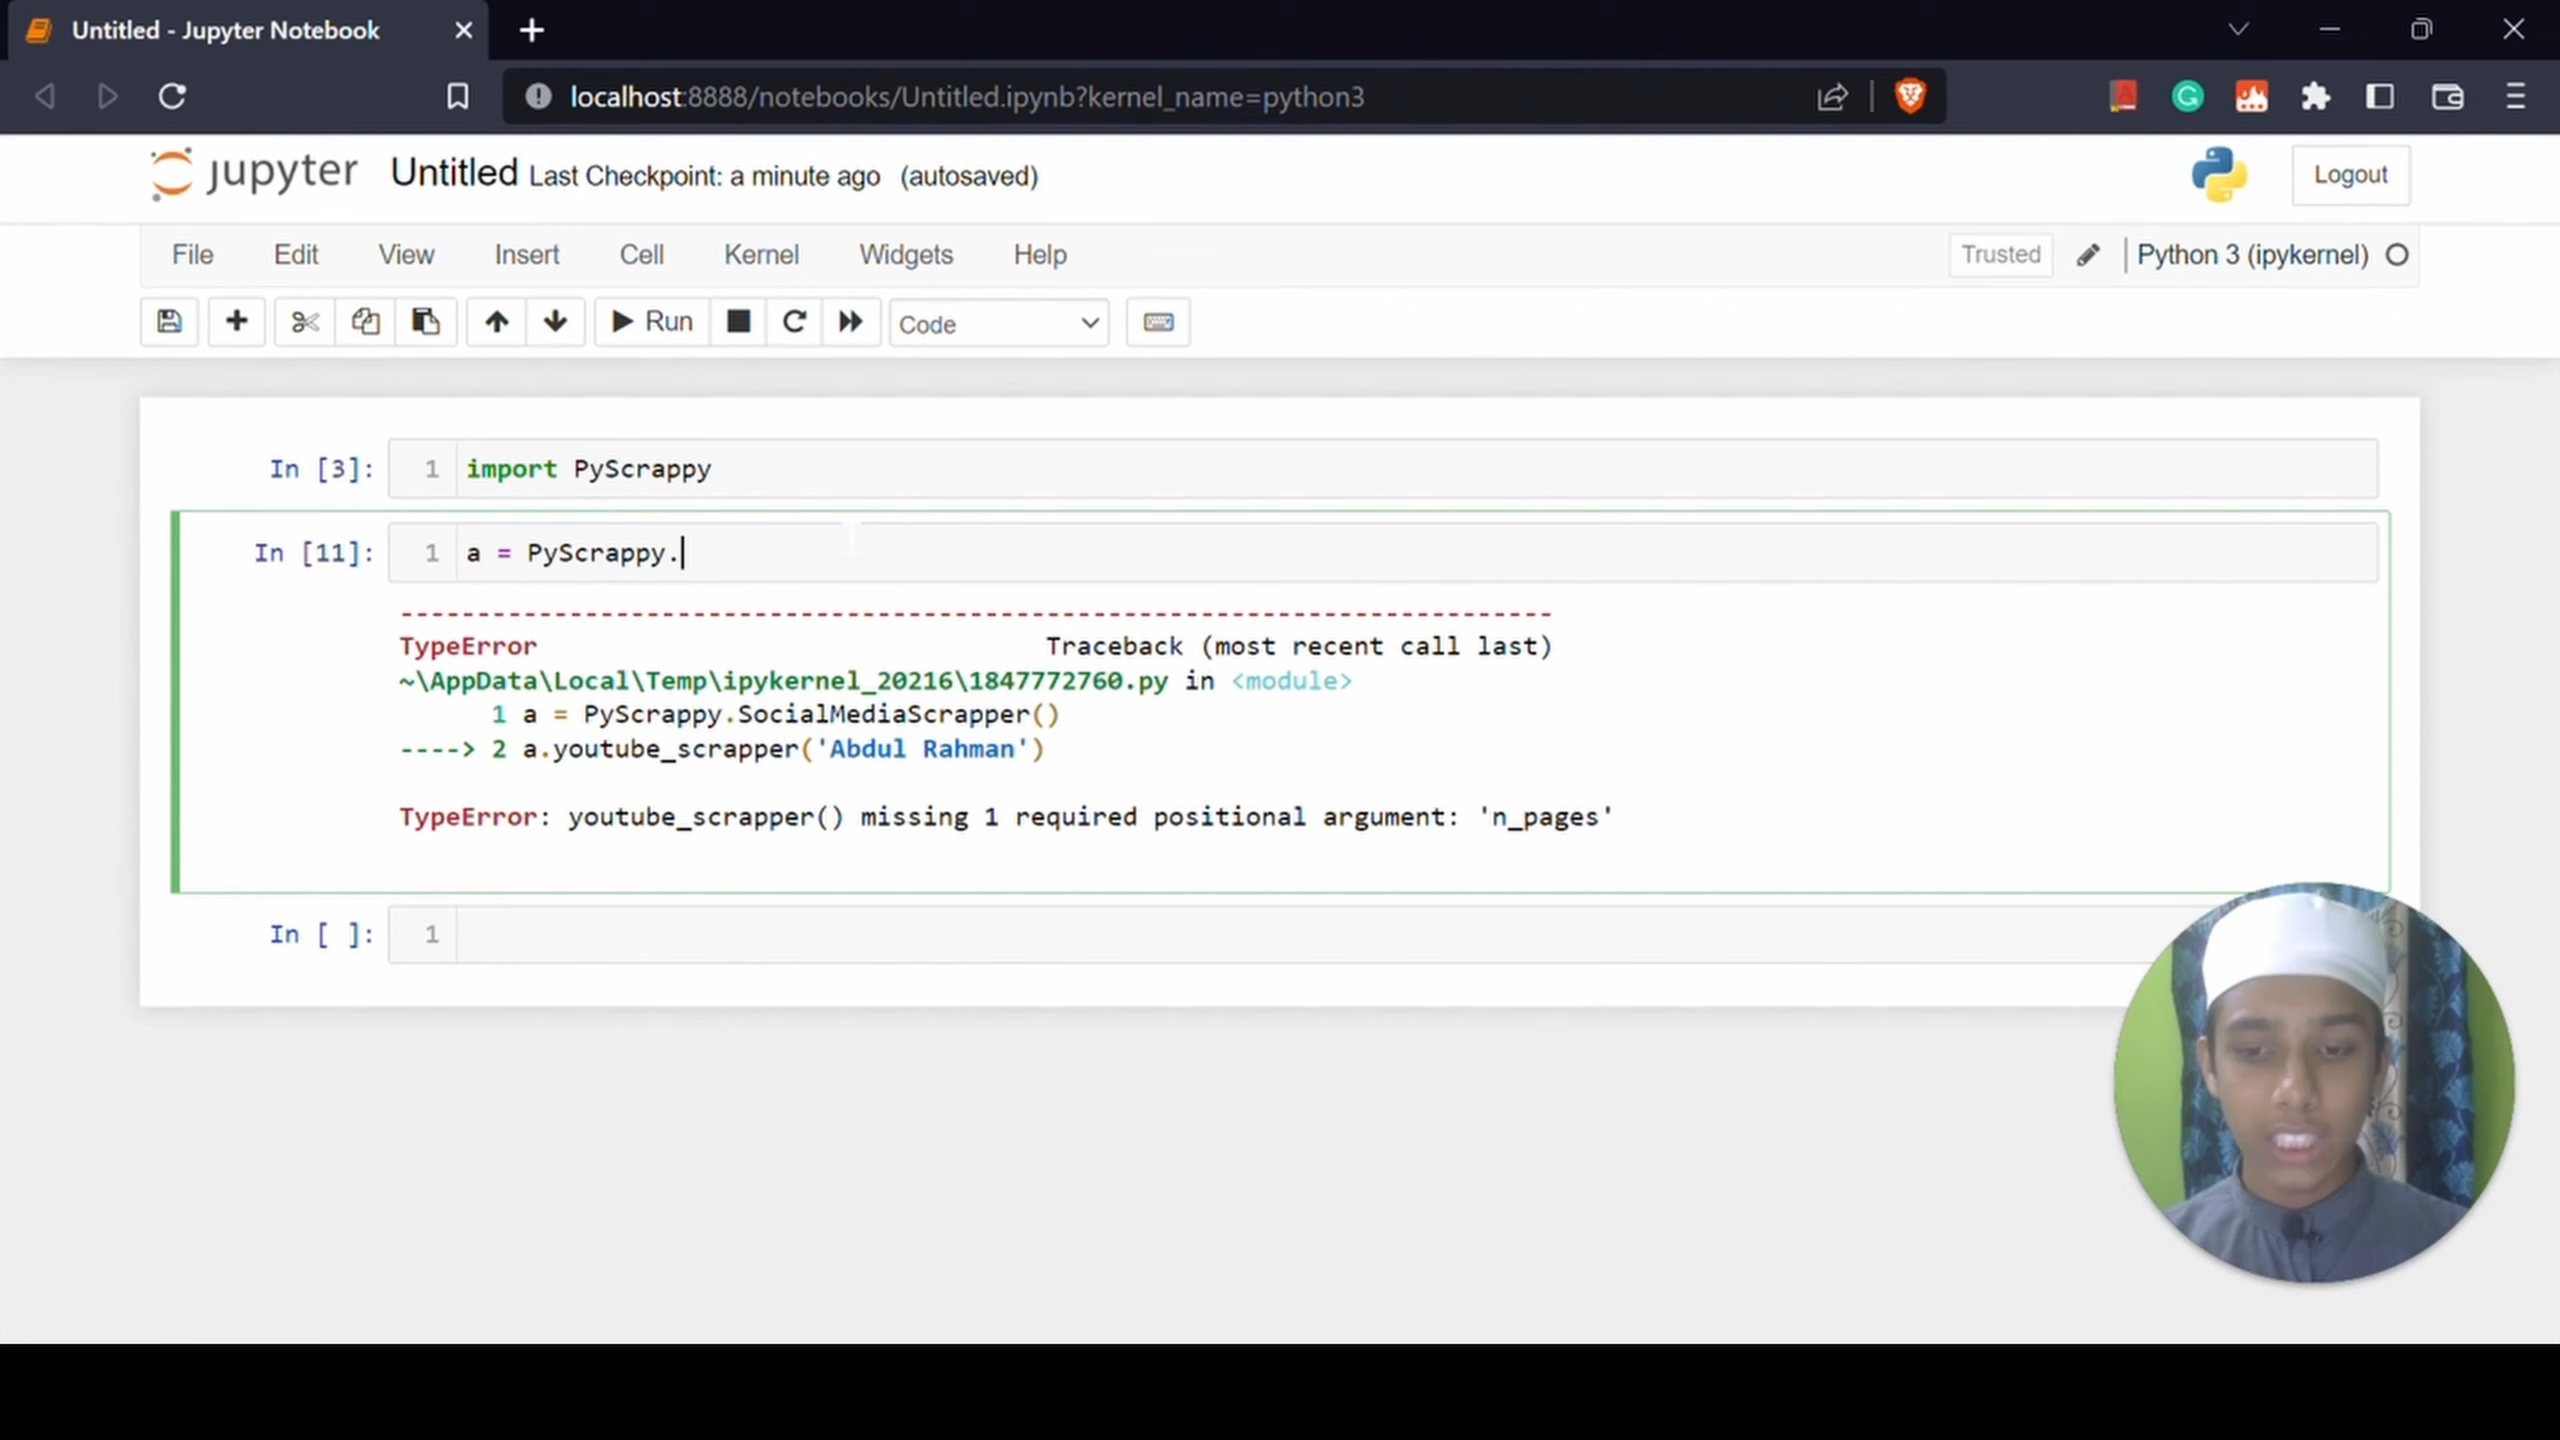 Untitled - Jupyter Notebook
localhost:8888/notebooks/Untitled.ipynb?kernel_name=python3
jupyter Untitled Last Checkpoint: a minute ago (autosaved)
Logout
File Edit View Insert Cell Kernel Widgets Help
Trusted Python 3 (ipykernel)
Run Code
In [3]: 1 import PyScrappy
In [11]: 1 a = PyScrappy.
---------------------------------------------------------------------------
TypeError Traceback (most recent call last)
~\AppData\Local\Temp\ipykernel_20216\1847772760.py in <module>
1 a = PyScrappy.SocialMediaScrapper()
----> 2 a.youtube_scrapper('Abdul Rahman')
TypeError: youtube_scrapper() missing 1 required positional argument: 'n_pages'
In [ ]: 1